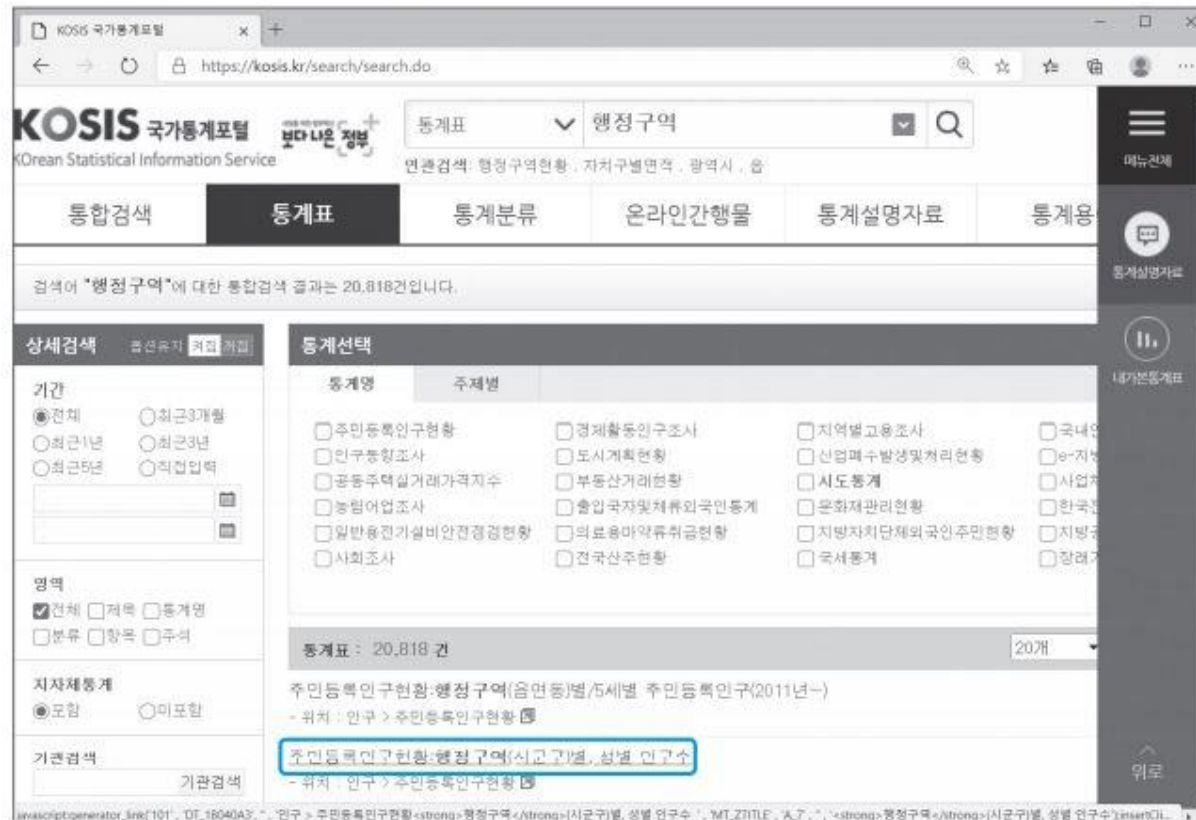 KOSIS 국가통계포털
https://kosis.kr/search/search.do
KOSIS 국가통계포털
KOrean Statistical Information Service
보다 나은 정부
통계표
행정구역
연관검색: 행정구역현황 , 자치구별면적 , 광역시 , 읍
메뉴전체
통합검색
통계표
통계분류
온라인간행물
통계설명자료
통계용
통계설명자료
내가본통계표
검색어 "행정구역"에 대한 통합검색 결과는 20,818건입니다.
상세검색
옵션유지 켜짐 꺼짐
통계선택
통계명
주제별
기간
전체
최근3개월
최근1년
최근3년
최근5년
직접입력
주민등록인구현황
경제활동인구조사
지역별고용조사
인구동향조사
도시계획현황
산업폐수발생및처리현황
공동주택실거래가격지수
부동산거래현황
시도통계
농림어업조사
출입국자및체류외국인통계
문화재관리현황
일반용전기설비안전점검현황
의료용마약류취급현황
지방자치단체외국인주민현황
사회조사
전국산주현황
국세통계
영역
전체 제목 통계명
분류 항목 주석
통계표 : 20,818 건
20개
지자체통계
포함
미포함
주민등록인구현황:행정구역(읍면동)별/5세별 주민등록인구(2011년~)
- 위치 : 인구 > 주민등록인구현황
기관검색
기관검색
주민등록인구현황:행정구역(시군구)별, 성별 인구수
- 위치 : 인구 > 주민등록인구현황
위로